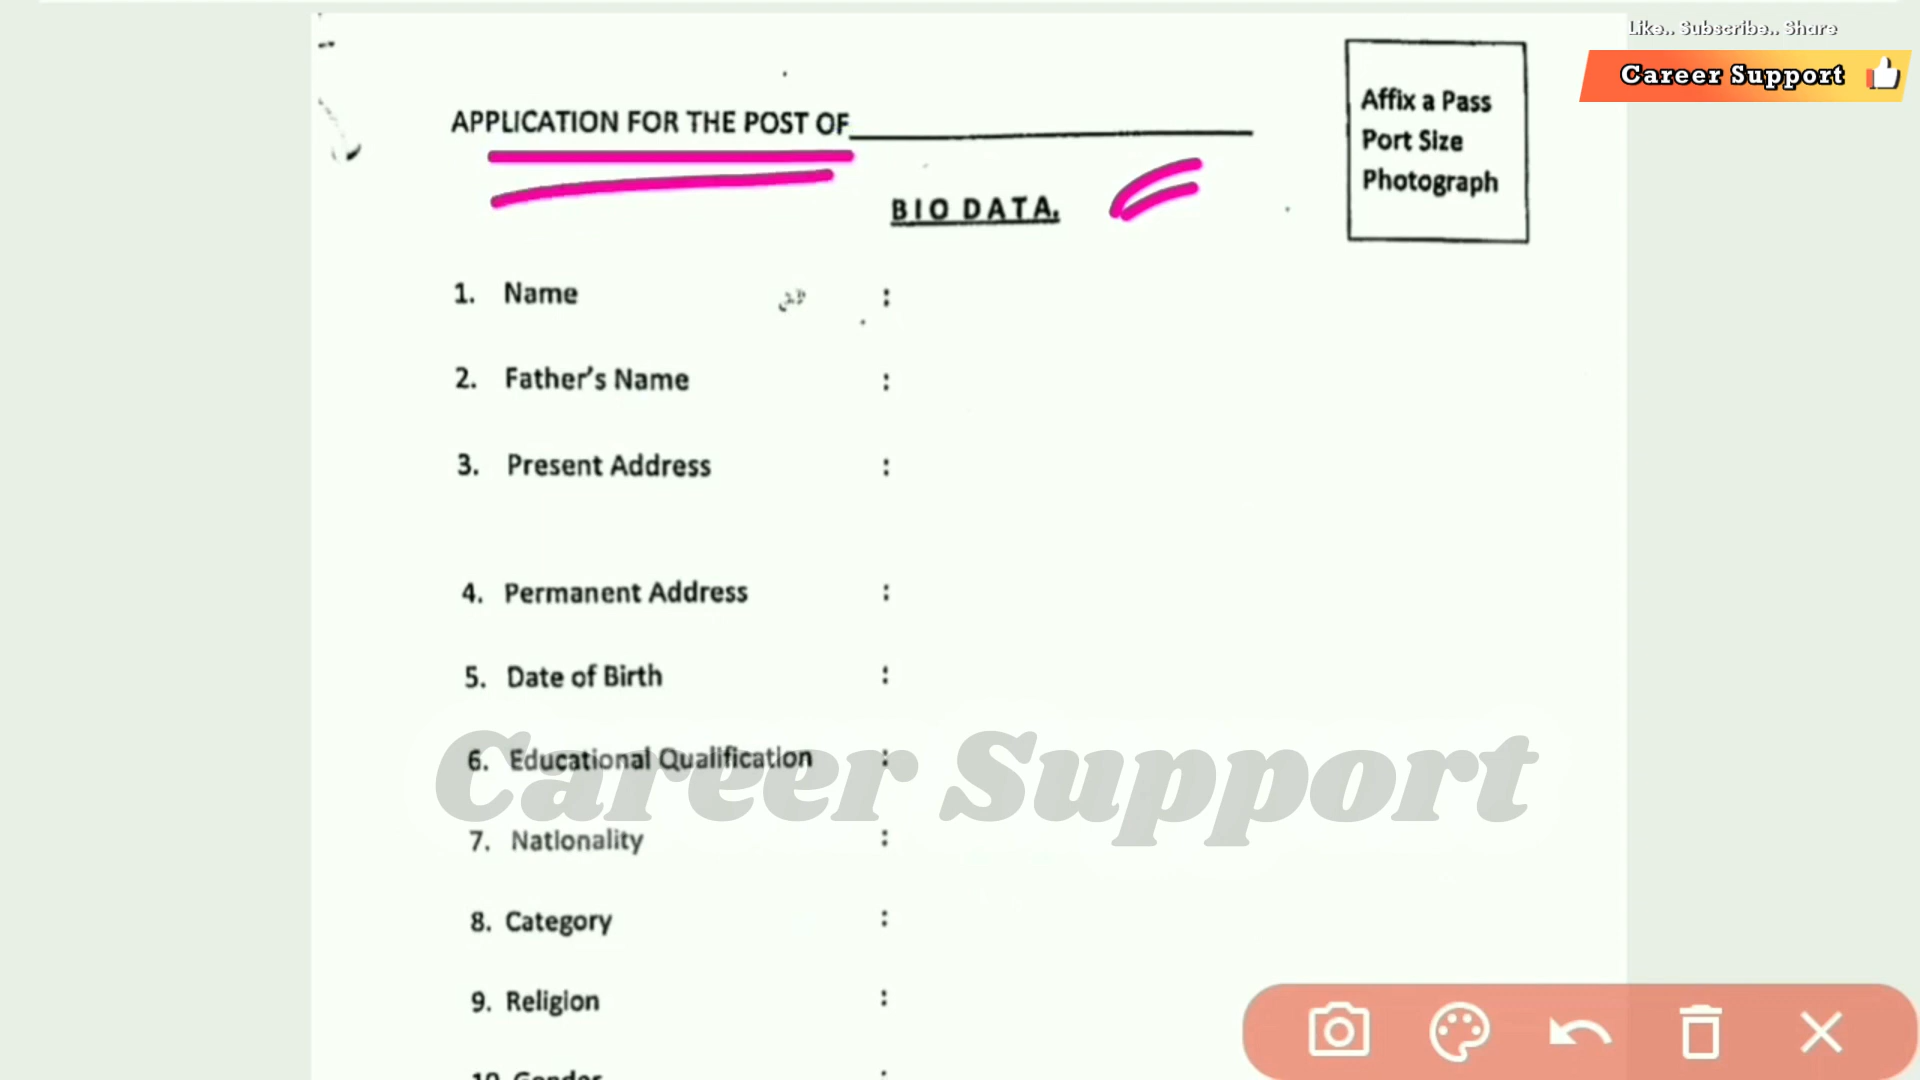 Like.. Subscribe.. Share
Career Support
Affix a Pass
Port Size
Photograph
APPLICATION FOR THE POST OF
BIO DATA.
1. Name :
2. Father's Name :
3. Present Address :
4. Permanent Address :
5. Date of Birth :
6. Educational Qualification :
Career Support
7. Nationality :
8. Category :
9. Religion :
10 Gender :